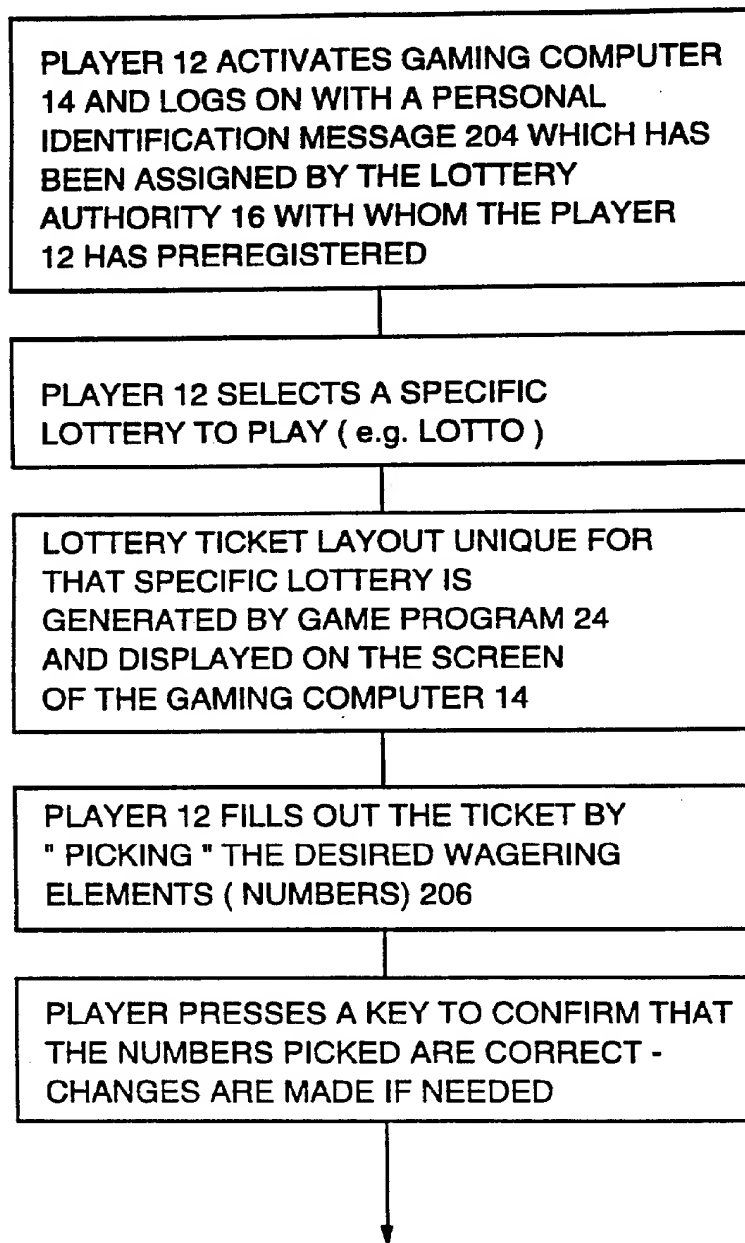 PLAYER 12 ACTIVATES GAMING COMPUTER
14 AND LOGS ON WITH A PERSONAL
IDENTIFICATION MESSAGE 204 WHICH HAS
BEEN ASSIGNED BY THE LOTTERY
AUTHORITY 16 WITH WHOM THE PLAYER
12 HAS PREREGISTERED
PLAYER 12 SELECTS A SPECIFIC
LOTTERY TO PLAY ( e.g. LOTTO )
LOTTERY TICKET LAYOUT UNIQUE FOR
THAT SPECIFIC LOTTERY IS
GENERATED BY GAME PROGRAM 24
AND DISPLAYED ON THE SCREEN
OF THE GAMING COMPUTER 14
PLAYER 12 FILLS OUT THE TICKET BY
" PICKING " THE DESIRED WAGERING
ELEMENTS ( NUMBERS) 206
PLAYER PRESSES A KEY TO CONFIRM THAT
THE NUMBERS PICKED ARE CORRECT -
CHANGES ARE MADE IF NEEDED